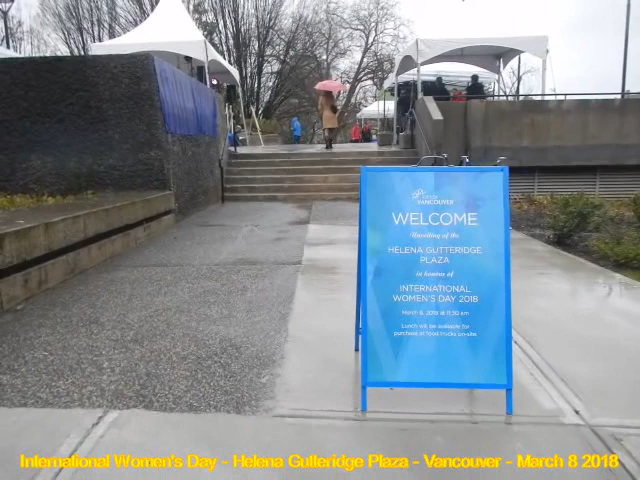 CITY OF
VANCOUVER
WELCOME
Unveiling of the
HELENA GUTTERIDGE
PLAZA
in honour of
INTERNATIONAL
WOMEN'S DAY 2018
March 8, 2018 at 11:30 am
Lunch will be available for
purchase at food trucks on-site.
International Women's Day - Helena Gutteridge Plaza - Vancouver - March 8 2018